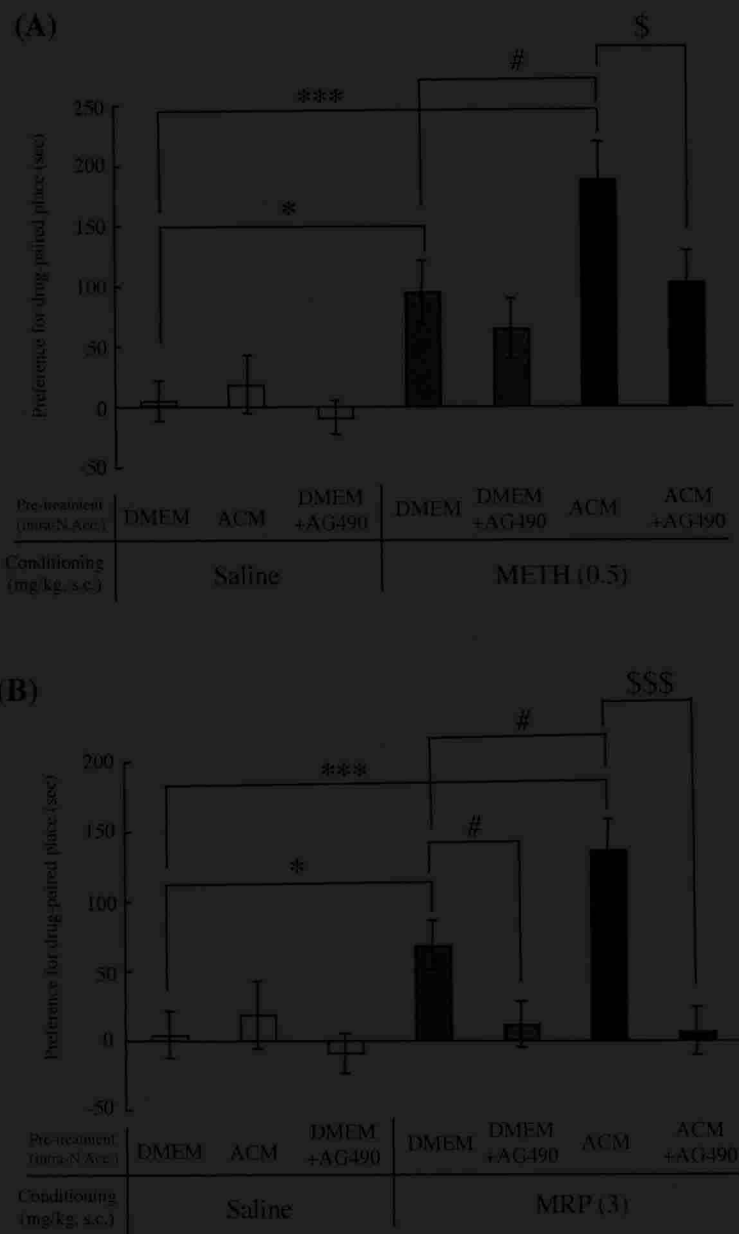 (A)
$
#
***
*
Preference for drug-paired place (sec)
250
200
150
100
50
0
-50
Pre-treatment
(intra-N.Acc.)
DMEM ACM DMEM +AG490 DMEM DMEM +AG490 ACM ACM +AG490
Conditioning
(mg/kg, s.c.)
Saline METH (0.5)
(B)
$$$
#
***
#
*
Preference for drug-paired place (sec)
200
150
100
50
0
-50
Pre-treatment
(intra-N.Acc.)
DMEM ACM DMEM +AG490 DMEM DMEM +AG490 ACM ACM +AG490
Conditioning
(mg/kg, s.c.)
Saline MRP (3)